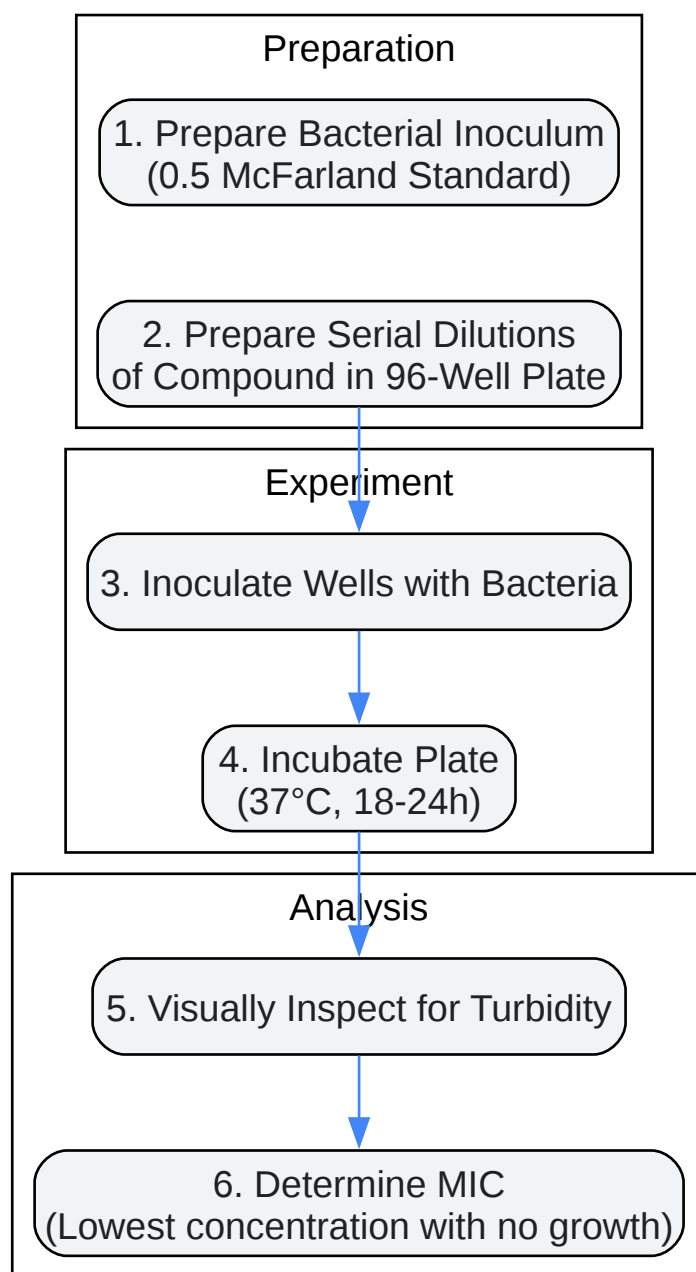 Preparation
1. Prepare Bacterial Inoculum
(0.5 McFarland Standard)
2. Prepare Serial Dilutions
of Compound in 96-Well Plate
Experiment
3. Inoculate Wells with Bacteria
4. Incubate Plate
(37°C, 18-24h)
Analysis
5. Visually Inspect for Turbidity
6. Determine MIC
(Lowest concentration with no growth)